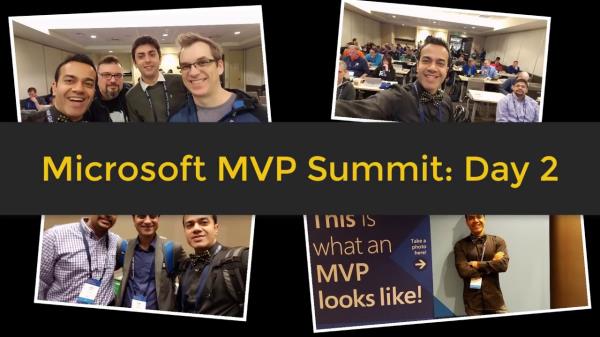 Microsoft MVP Summit: Day 2
This is
what an
MVP
looks like!
Take a
photo
here!